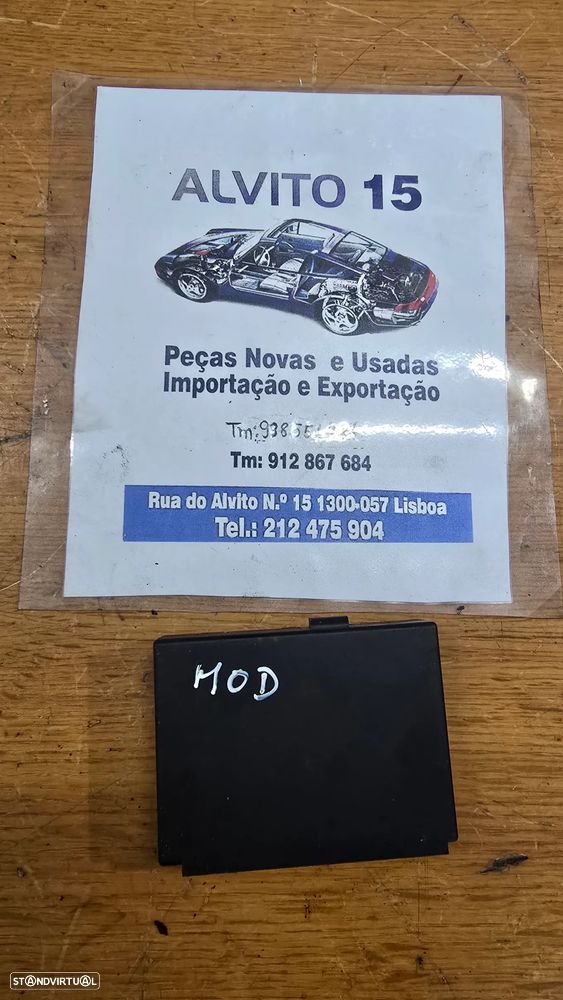 ALVITO 15
Peças Novas e Usadas
Importação e Exportação
Tm:
Tm: 912 867 684
Rua do Alvito N.º 15 1300-057 Lisboa
Tel.: 212 475 904
MOD
STANDVIRTUAL